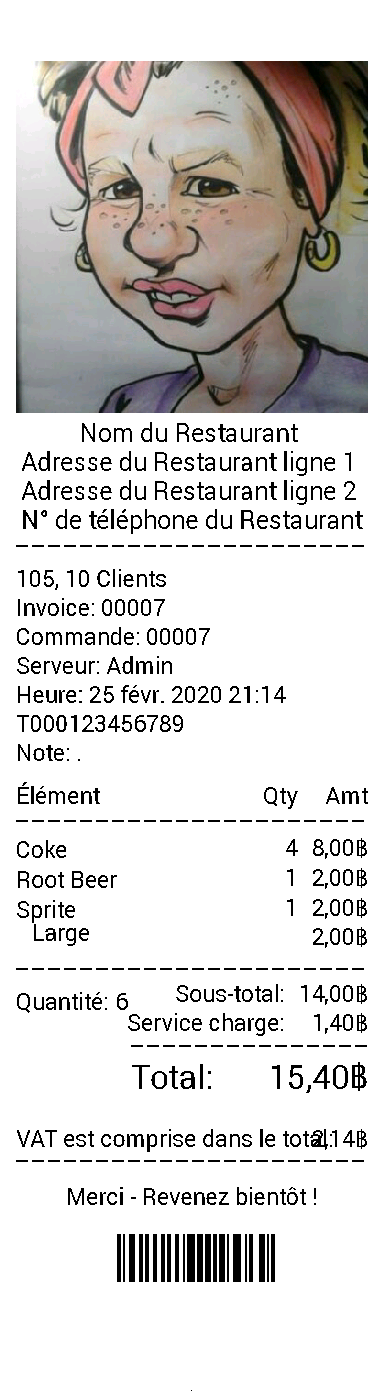 Nom du Restaurant
Adresse du Restaurant ligne 1
Adresse du Restaurant ligne 2
N° de téléphone du Restaurant
105, 10 Clients
Invoice: 00007
Commande: 00007
Serveur: Admin
Heure: 25 févr. 2020 21:14
T000123456789
Note: .
Élément Qty Amt
Coke 4 8,00฿
Root Beer 1 2,00฿
Sprite 1 2,00฿
Large 2,00฿
Quantité: 6 Sous-total: 14,00฿
Service charge: 1,40฿
Total: 15,40฿
VAT est comprise dans le total: 2,14฿
Merci - Revenez bientôt !